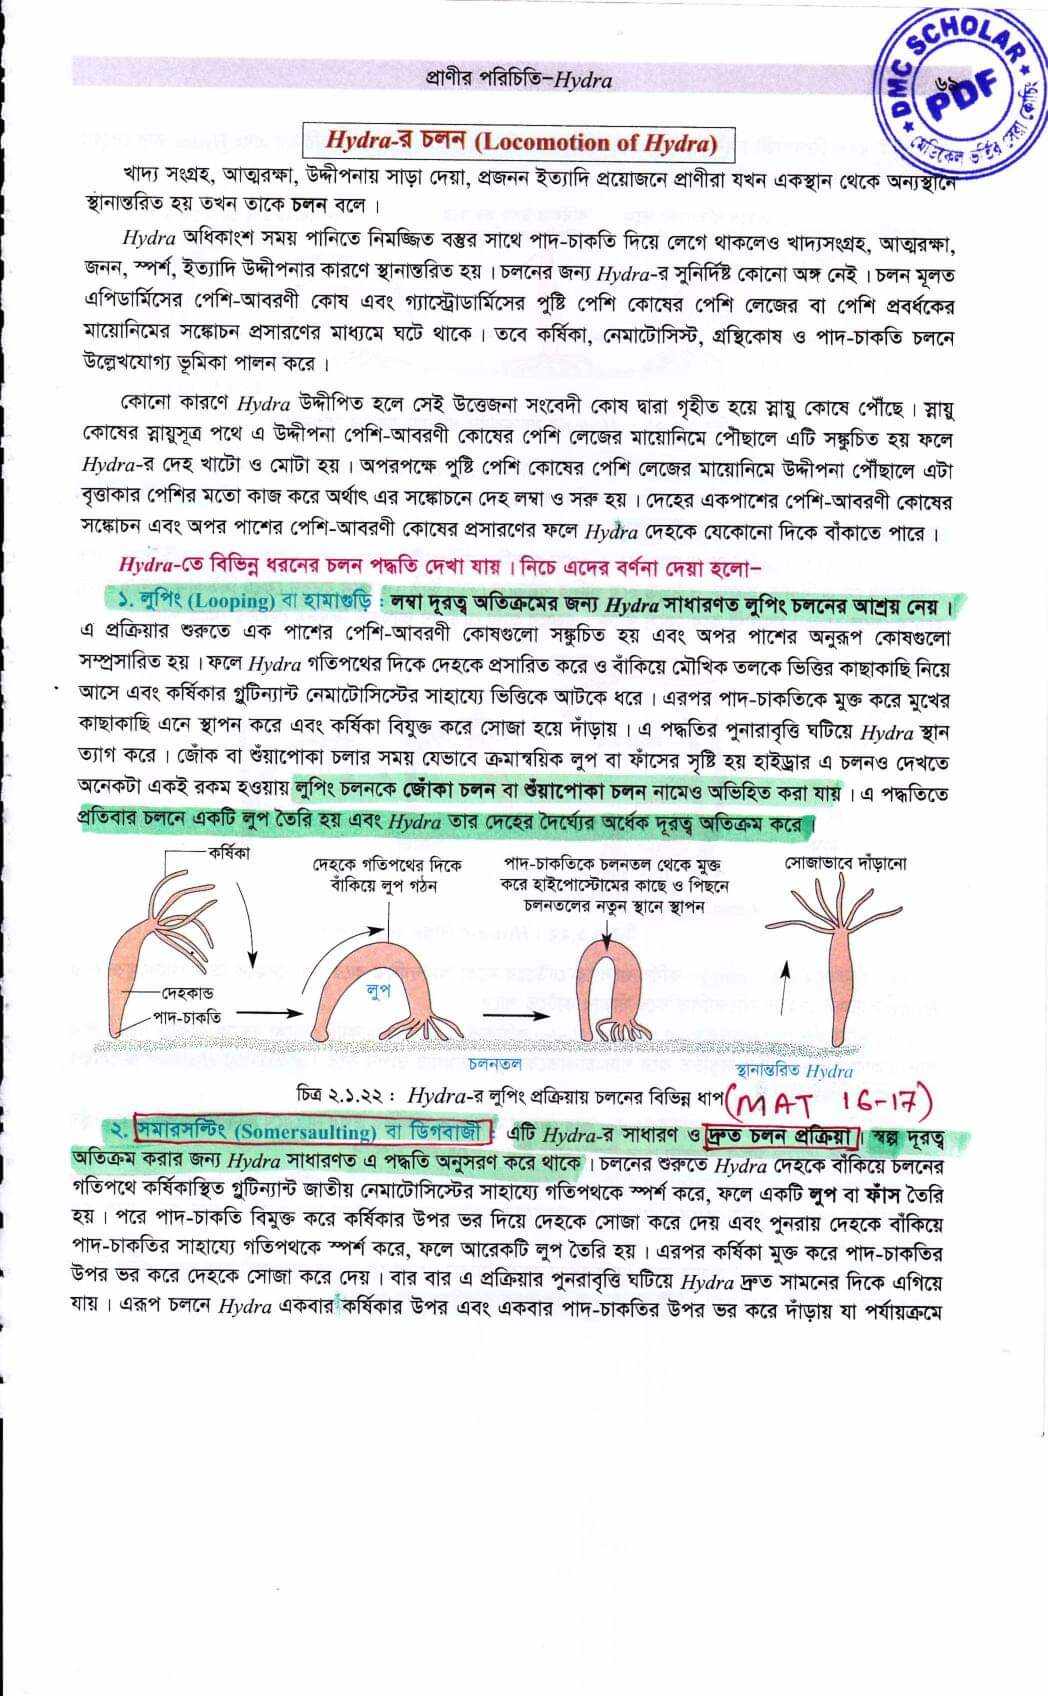 প্রাণীর পরিচিতি–Hydra
৬৯
DMC SCHOLAR
PDF
মেডিকেল ভর্তির সেরা কোচিং
Hydra-র চলন (Locomotion of Hydra)
খাদ্য সংগ্রহ, আত্মরক্ষা, উদ্দীপনায় সাড়া দেয়া, প্রজনন ইত্যাদি প্রয়োজনে প্রাণীরা যখন একস্থান থেকে অন্যস্থানে
স্থানান্তরিত হয় তখন তাকে চলন বলে ।
Hydra অধিকাংশ সময় পানিতে নিমজ্জিত বস্তুর সাথে পাদ-চাকতি দিয়ে লেগে থাকলেও খাদ্যসংগ্রহ, আত্মরক্ষা,
জনন, স্পর্শ, ইত্যাদি উদ্দীপনার কারণে স্থানান্তরিত হয় । চলনের জন্য Hydra-র সুনির্দিষ্ট কোনো অঙ্গ নেই । চলন মূলত
এপিডার্মিসের পেশি-আবরণী কোষ এবং গ্যাস্ট্রোডার্মিসের পুষ্টি পেশি কোষের পেশি লেজের বা পেশি প্রবর্ধকের
মায়োনিমের সঙ্কোচন প্রসারণের মাধ্যমে ঘটে থাকে । তবে কর্ষিকা, নেমাটোসিস্ট, গ্রন্থিকোষ ও পাদ-চাকতি চলনে
উল্লেখযোগ্য ভূমিকা পালন করে ।
কোনো কারণে Hydra উদ্দীপিত হলে সেই উত্তেজনা সংবেদী কোষ দ্বারা গৃহীত হয়ে স্নায়ু কোষে পৌঁছে । স্নায়ু
কোষের স্নায়ুসূত্র পথে এ উদ্দীপনা পেশি-আবরণী কোষের পেশি লেজের মায়োনিমে পৌঁছালে এটি সঙ্কুচিত হয় ফলে
Hydra-র দেহ খাটো ও মোটা হয় । অপরপক্ষে পুষ্টি পেশি কোষের পেশি লেজের মায়োনিমে উদ্দীপনা পৌঁছালে এটা
বৃত্তাকার পেশির মতো কাজ করে অর্থাৎ এর সঙ্কোচনে দেহ লম্বা ও সরু হয় । দেহের একপাশের পেশি-আবরণী কোষের
সঙ্কোচন এবং অপর পাশের পেশি-আবরণী কোষের প্রসারণের ফলে Hydra দেহকে যেকোনো দিকে বাঁকাতে পারে ।
Hydra-তে বিভিন্ন ধরনের চলন পদ্ধতি দেখা যায় । নিচে এদের বর্ণনা দেয়া হলো–
১. লুপিং (Looping) বা হামাগুড়ি : লম্বা দূরত্ব অতিক্রমের জন্য Hydra সাধারণত লুপিং চলনের আশ্রয় নেয় ।
এ প্রক্রিয়ার শুরুতে এক পাশের পেশি-আবরণী কোষগুলো সঙ্কুচিত হয় এবং অপর পাশের অনুরূপ কোষগুলো
সম্প্রসারিত হয় । ফলে Hydra গতিপথের দিকে দেহকে প্রসারিত করে ও বাঁকিয়ে মৌখিক তলকে ভিত্তির কাছাকাছি নিয়ে
আসে এবং কর্ষিকার গ্লুটিন্যান্ট নেমাটোসিস্টের সাহায্যে ভিত্তিকে আটকে ধরে । এরপর পাদ-চাকতিকে মুক্ত করে মুখের
কাছাকাছি এনে স্থাপন করে এবং কর্ষিকা বিযুক্ত করে সোজা হয়ে দাঁড়ায় । এ পদ্ধতির পুনারাবৃত্তি ঘটিয়ে Hydra স্থান
ত্যাগ করে । জোঁক বা শুঁয়াপোকা চলার সময় যেভাবে ক্রমান্বয়িক লুপ বা ফাঁসের সৃষ্টি হয় হাইড্রার এ চলনও দেখতে
অনেকটা একই রকম হওয়ায় লুপিং চলনকে জোঁকা চলন বা শুঁয়াপোকা চলন নামেও অভিহিত করা যায় । এ পদ্ধতিতে
প্রতিবার চলনে একটি লুপ তৈরি হয় এবং Hydra তার দেহের দৈর্ঘ্যের অর্ধেক দূরত্ব অতিক্রম করে ।
কর্ষিকা
দেহকে গতিপথের দিকে
বাঁকিয়ে লুপ গঠন
পাদ-চাকতিকে চলনতল থেকে মুক্ত
করে হাইপোস্টোমের কাছে ও পিছনে
চলনতলের নতুন স্থানে স্থাপন
সোজাভাবে দাঁড়ানো
দেহকান্ড
পাদ-চাকতি
লুপ
চলনতল
স্থানান্তরিত Hydra
চিত্র ২.১.২২ : Hydra-র লুপিং প্রক্রিয়ায় চলনের বিভিন্ন ধাপ (MAT 16-17)
২. সমারসল্টিং (Somersaulting) বা ডিগবাজী : এটি Hydra-র সাধারণ ও দ্রুত চলন প্রক্রিয়া । স্বল্প দূরত্ব
অতিক্রম করার জন্য Hydra সাধারণত এ পদ্ধতি অনুসরণ করে থাকে । চলনের শুরুতে Hydra দেহকে বাঁকিয়ে চলনের
গতিপথে কর্ষিকাস্থিত গ্লুটিন্যান্ট জাতীয় নেমাটোসিস্টের সাহায্যে গতিপথকে স্পর্শ করে, ফলে একটি লুপ বা ফাঁস তৈরি
হয় । পরে পাদ-চাকতি বিমুক্ত করে কর্ষিকার উপর ভর দিয়ে দেহকে সোজা করে দেয় এবং পুনরায় দেহকে বাঁকিয়ে
পাদ-চাকতির সাহায্যে গতিপথকে স্পর্শ করে, ফলে আরেকটি লুপ তৈরি হয় । এরপর কর্ষিকা মুক্ত করে পাদ-চাকতির
উপর ভর করে দেহকে সোজা করে দেয় । বার বার এ প্রক্রিয়ার পুনরাবৃত্তি ঘটিয়ে Hydra দ্রুত সামনের দিকে এগিয়ে
যায় । এরূপ চলনে Hydra একবার কর্ষিকার উপর এবং একবার পাদ-চাকতির উপর ভর করে দাঁড়ায় যা পর্যায়ক্রমে